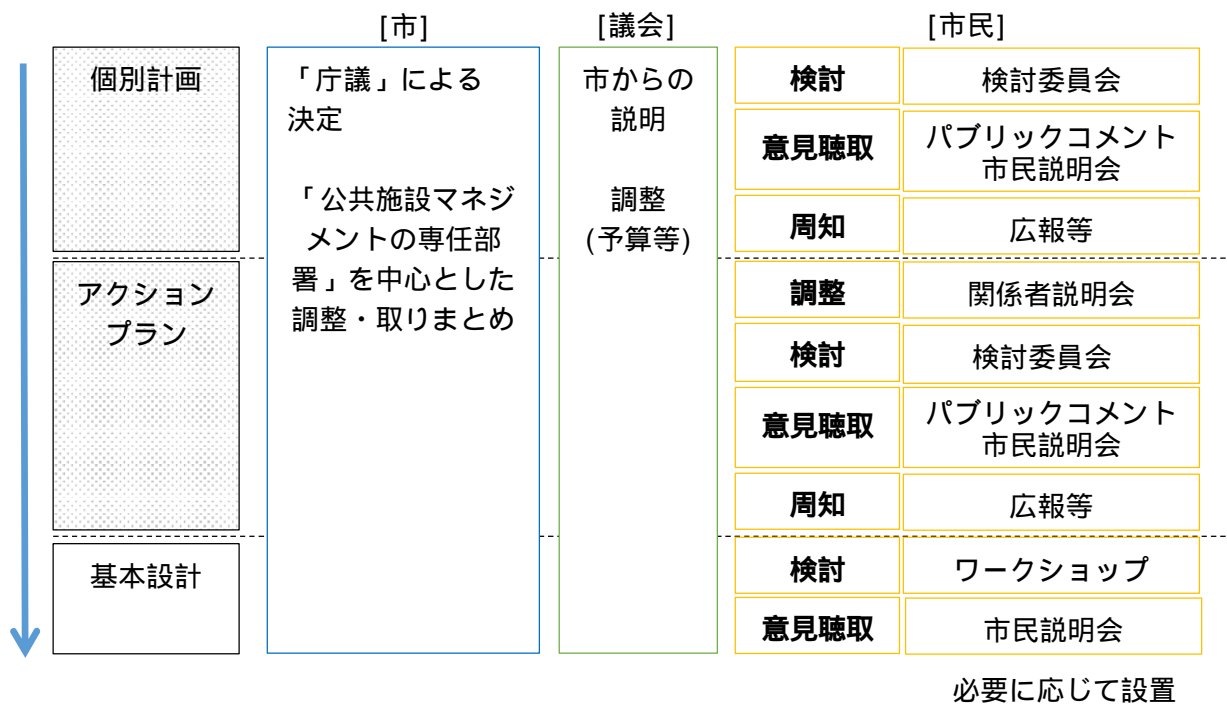 [市]
[議会]
[市民]
個別計画
「庁議」による
決定
「公共施設マネジ
メントの専任部
署」を中心とした
調整・取りまとめ
市からの
説明
調整
(予算等)
検討
検討委員会
意見聴取
パブリックコメント
市民説明会
周知
広報等
アクション
プラン
調整
関係者説明会
検討
検討委員会
意見聴取
パブリックコメント
市民説明会
周知
広報等
基本設計
検討
ワークショップ
意見聴取
市民説明会
必要に応じて設置